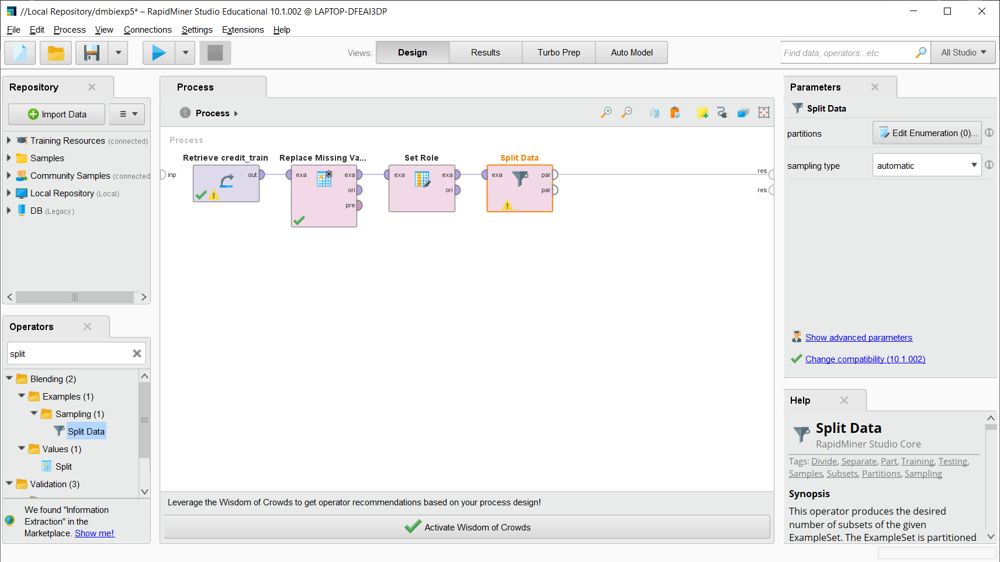 //Local Repository/dmbiexp5* – RapidMiner Studio Educational 10.1.002 @ LAPTOP-DFEAI3DP
File Edit Process View Connections Settings Extensions Help
Views: Design Results Turbo Prep Auto Model
Find data, operators...etc
All Studio
Repository
Import Data
Training Resources (connected)
Samples
Community Samples (connected
Local Repository (Local)
DB (Legacy)
Operators
split
Blending (2)
Examples (1)
Sampling (1)
Split Data
Values (1)
Split
Validation (3)
We found "Information
Extraction" in the
Marketplace. Show me!
Process
Process
Process
Retrieve credit_train
Replace Missing Va...
Set Role
Split Data
inp
out
exa
exa
ori
pre
exa
exa
ori
exa
par
par
res
res
Leverage the Wisdom of Crowds to get operator recommendations based on your process design!
Activate Wisdom of Crowds
Parameters
Split Data
partitions
Edit Enumeration (0)...
sampling type
automatic
Show advanced parameters
Change compatibility (10.1.002)
Help
Split Data
RapidMiner Studio Core
Tags: Divide, Separate, Part, Training, Testing,
Samples, Subsets, Partitions, Sampling
Synopsis
This operator produces the desired
number of subsets of the given
ExampleSet. The ExampleSet is partitioned